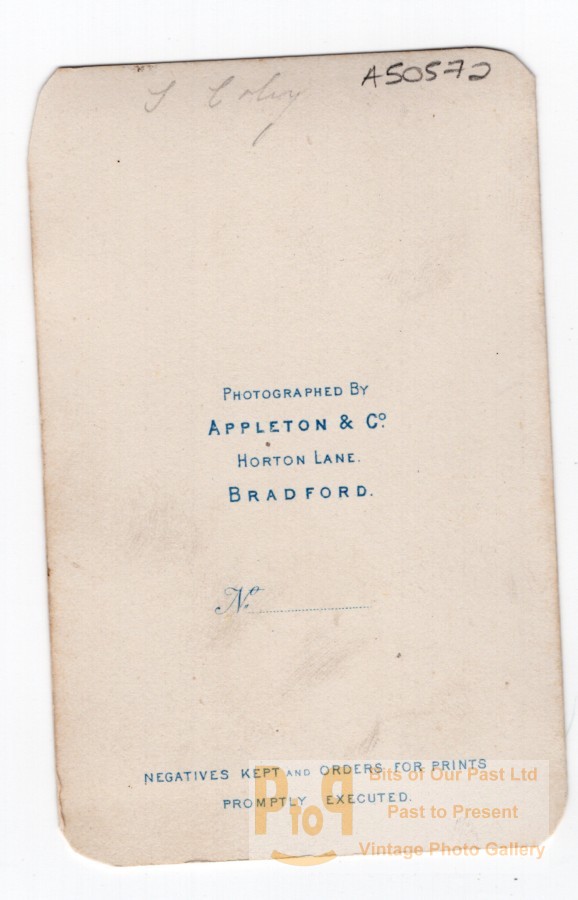 A50572
PHOTOGRAPHED BY
APPLETON & Cº.
HORTON LANE.
BRADFORD.
Nº
NEGATIVES KEPT AND ORDERS FOR PRINTS
PROMPTLY EXECUTED.
PtoP
Bits of Our Past Ltd
Past to Present
Vintage Photo Gallery